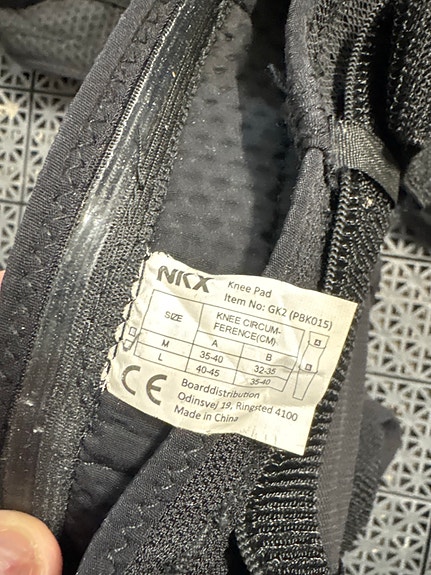 NKX
Knee Pad
Item No: GK2 (PBK015)
SIZE
KNEE CIRCUM-
FERENCE(CM)
A B
M 35-40 32-35
L 40-45 35-40
CE
Boarddistribution
Odinsvej 19, Ringsted 4100
Made in China